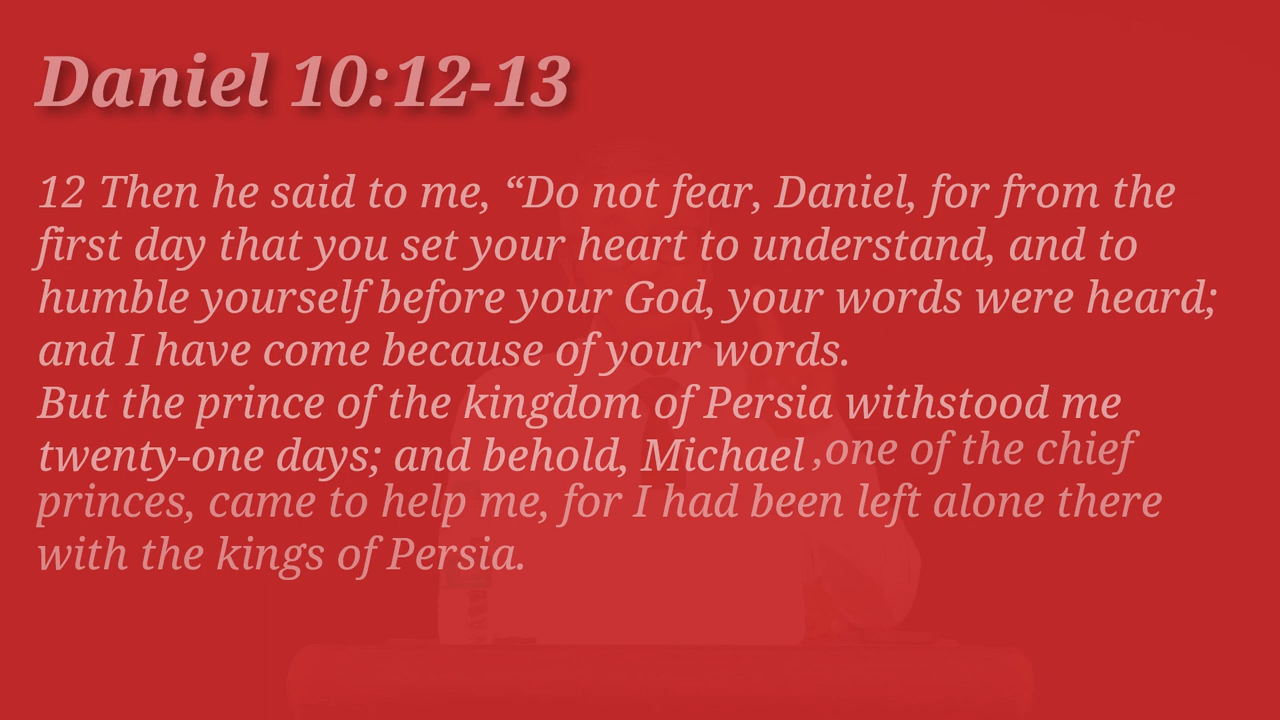 Daniel 10:12-13
12 Then he said to me, “Do not fear, Daniel, for from the
first day that you set your heart to understand, and to
humble yourself before your God, your words were heard;
and I have come because of your words.
But the prince of the kingdom of Persia withstood me
twenty-one days; and behold, Michael ,one of the chief
princes, came to help me, for I had been left alone there
with the kings of Persia.